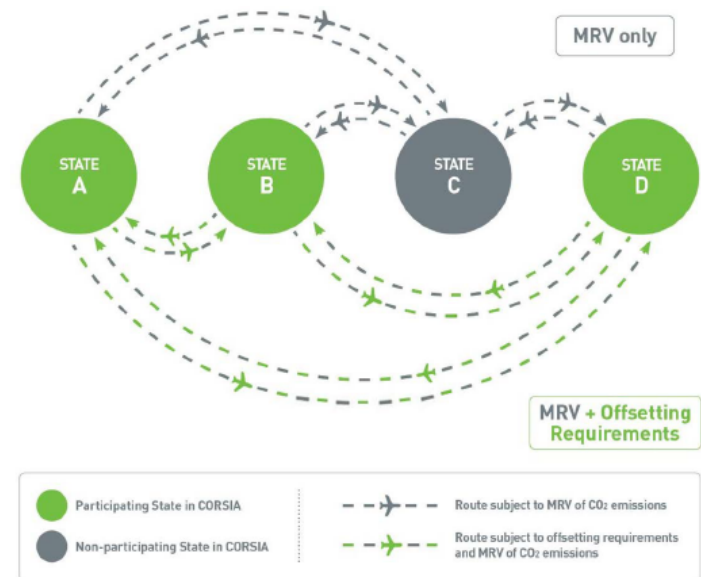 MRV only
STATE
A
STATE
B
STATE
C
STATE
D
MRV + Offsetting
Requirements
Participating State in CORSIA
Non-participating State in CORSIA
Route subject to MRV of CO₂ emissions
Route subject to offsetting requirements
and MRV of CO₂ emissions